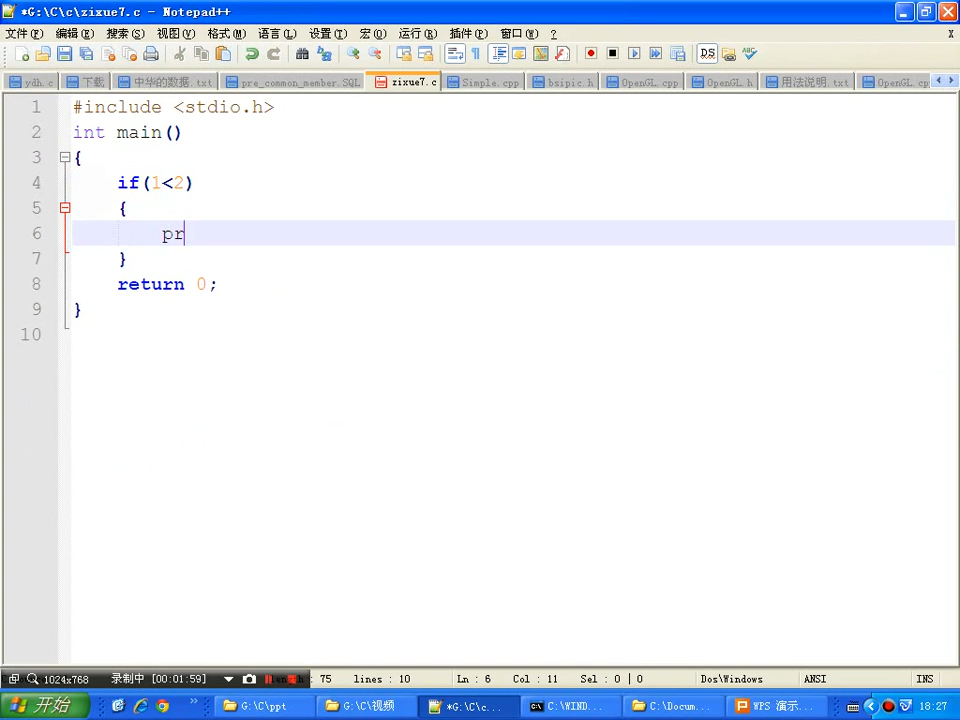 *G:\C\c\zixue7.c - Notepad++
文件(F) 编辑(E) 搜索(S) 视图(V) 格式(M) 语言(L) 设置(T) 宏(O) 运行(R) 插件(P) 窗口(W) ? X
ydh.c 下载 中华的数据.txt pre_common_member.SQL zixue7.c Simple.cpp bsipic.h OpenGL.cpp OpenGL.h 用法说明.txt OpenGL.cp
1 #include <stdio.h>
2 int main()
3 {
4 if(1<2)
5 {
6 pr
7 }
8 return 0;
9 }
10
1024x768 录制中 [00:01:59] : 75 lines : 10 Ln : 6 Col : 11 Sel : 0 | 0 Dos\Windows ANSI INS
开始 G:\C\ppt G:\C\视频 *G:\C\c... C:\WIND... C:\Docum... WPS 演示... 18:27